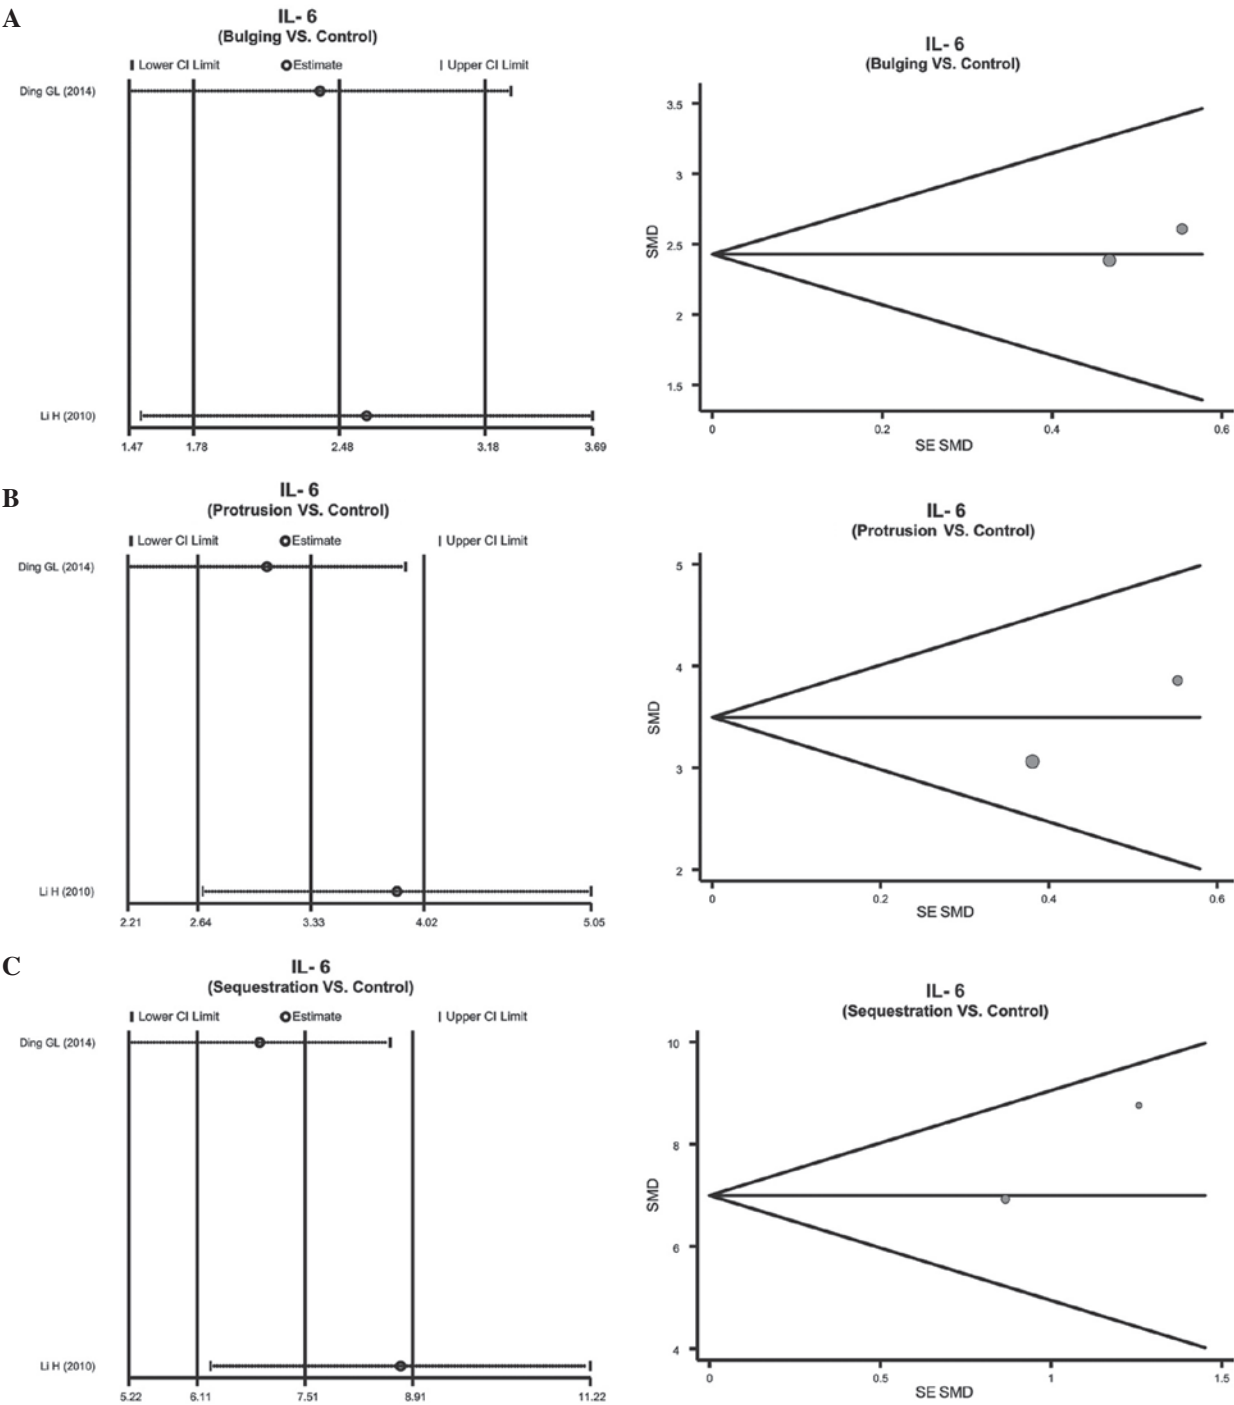 A
IL- 6
(Bulging VS. Control)
Lower CI Limit Estimate Upper CI Limit
Ding GL (2014)
Li H (2010)
1.47 1.78 2.48 3.18 3.69
IL- 6
(Bulging VS. Control)
SMD
3.5
3
2.5
2
1.5
0 0.2 0.4 0.6
SE SMD
B
IL- 6
(Protrusion VS. Control)
Lower CI Limit Estimate Upper CI Limit
Ding GL (2014)
Li H (2010)
2.21 2.64 3.33 4.02 5.05
IL- 6
(Protrusion VS. Control)
SMD
5
4
3
2
0 0.2 0.4 0.6
SE SMD
C
IL- 6
(Sequestration VS. Control)
Lower CI Limit Estimate Upper CI Limit
Ding GL (2014)
Li H (2010)
5.22 6.11 7.51 8.91 11.22
IL- 6
(Sequestration VS. Control)
SMD
10
8
6
4
0 0.5 1 1.5
SE SMD